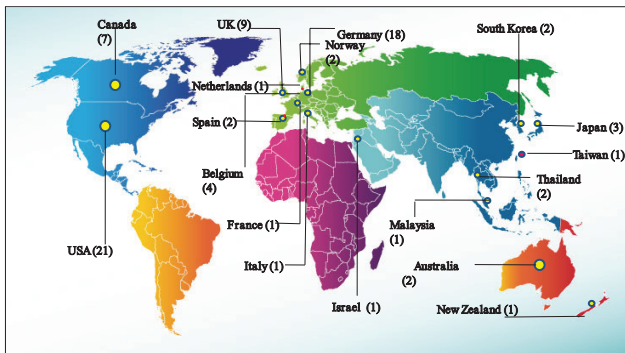 Canada
(7)
UK (9)
Germany (18)
Norway
(2)
South Korea (2)
Netherlands (1)
Spain (2)
Japan (3)
Taiwan (1)
Belgium
(4)
Thailand
(2)
France (1)
Malaysia
(1)
USA (21)
Italy (1)
Australia
(2)
Israel (1)
New Zealand (1)